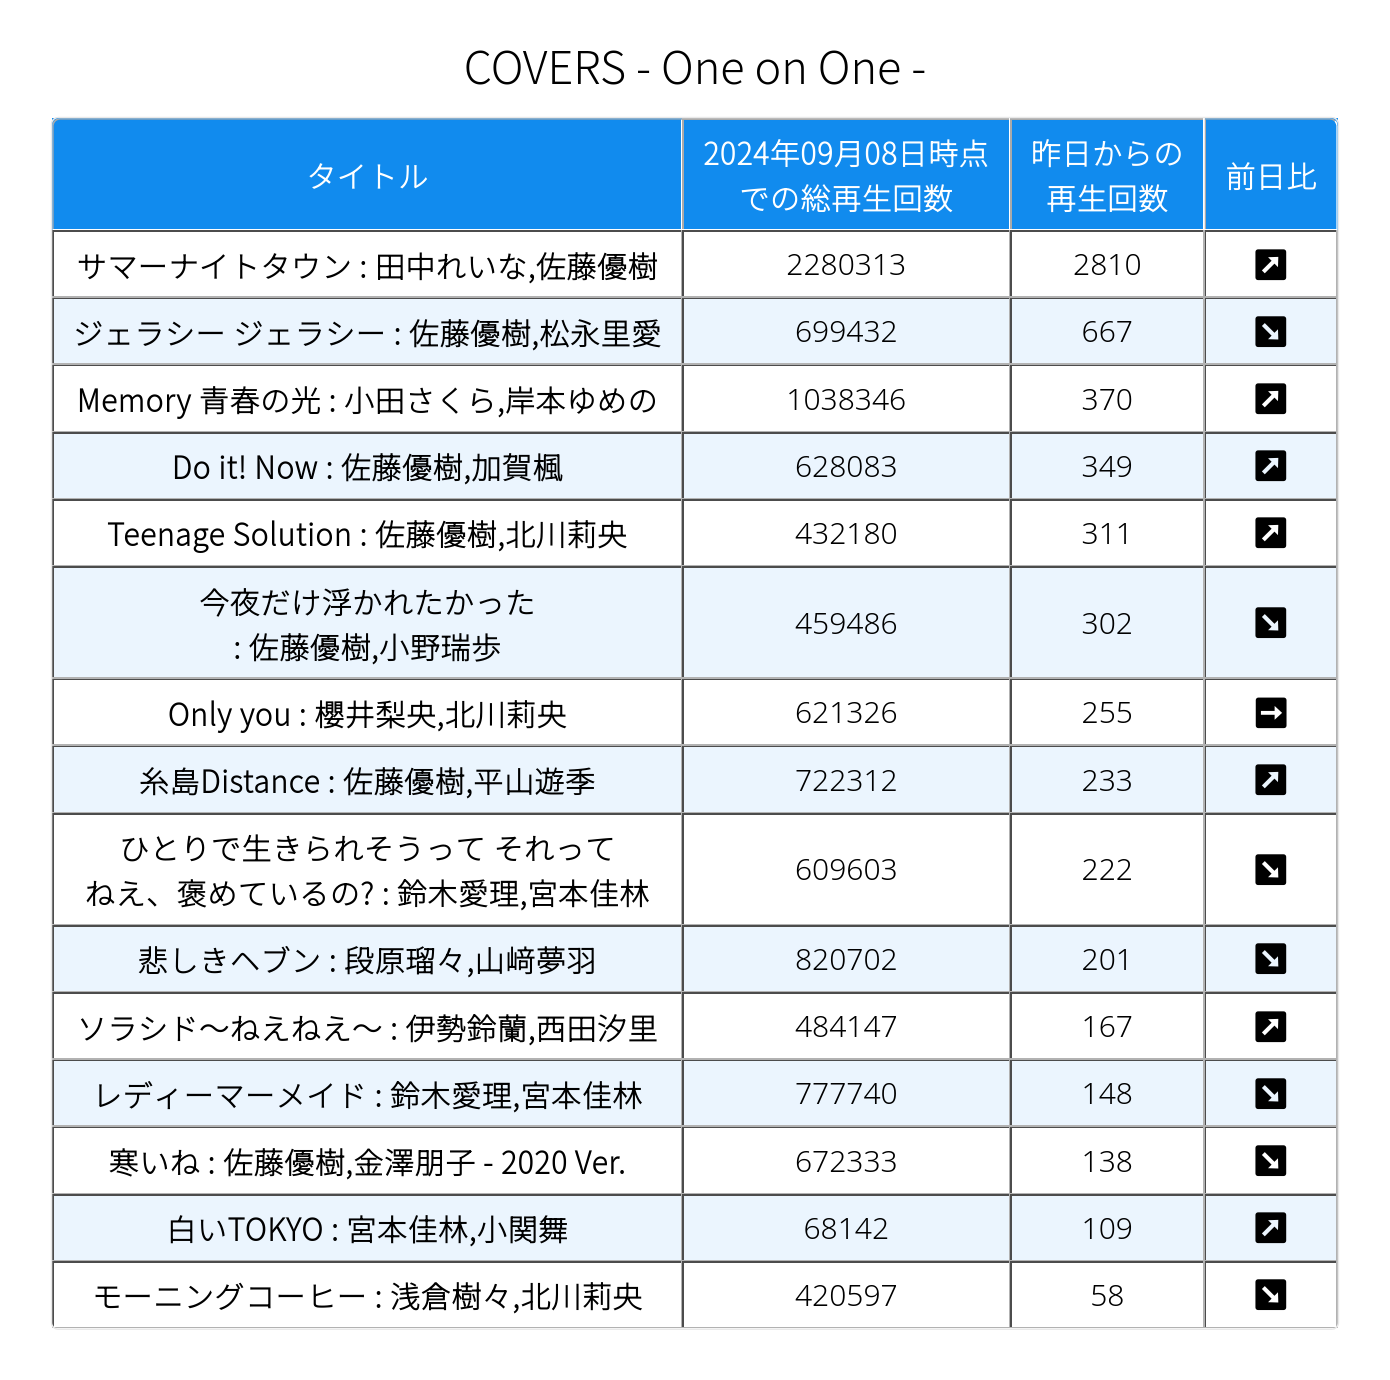 COVERS - One on One -
タイトル
2024年09月08日時点
での総再生回数
昨日からの
再生回数
前日比
サマーナイトタウン : 田中れいな,佐藤優樹
2280313
2810
ジェラシー ジェラシー : 佐藤優樹,松永里愛
699432
667
Memory 青春の光 : 小田さくら,岸本ゆめの
1038346
370
Do it! Now : 佐藤優樹,加賀楓
628083
349
Teenage Solution : 佐藤優樹,北川莉央
432180
311
今夜だけ浮かれたかった
: 佐藤優樹,小野瑞歩
459486
302
Only you : 櫻井梨央,北川莉央
621326
255
糸島Distance : 佐藤優樹,平山遊季
722312
233
ひとりで生きられそうって それって
ねえ、褒めているの? : 鈴木愛理,宮本佳林
609603
222
悲しきヘブン : 段原瑠々,山﨑夢羽
820702
201
ソラシド〜ねえねえ〜 : 伊勢鈴蘭,西田汐里
484147
167
レディーマーメイド : 鈴木愛理,宮本佳林
777740
148
寒いね : 佐藤優樹,金澤朋子 - 2020 Ver.
672333
138
白いTOKYO : 宮本佳林,小関舞
68142
109
モーニングコーヒー : 浅倉樹々,北川莉央
420597
58